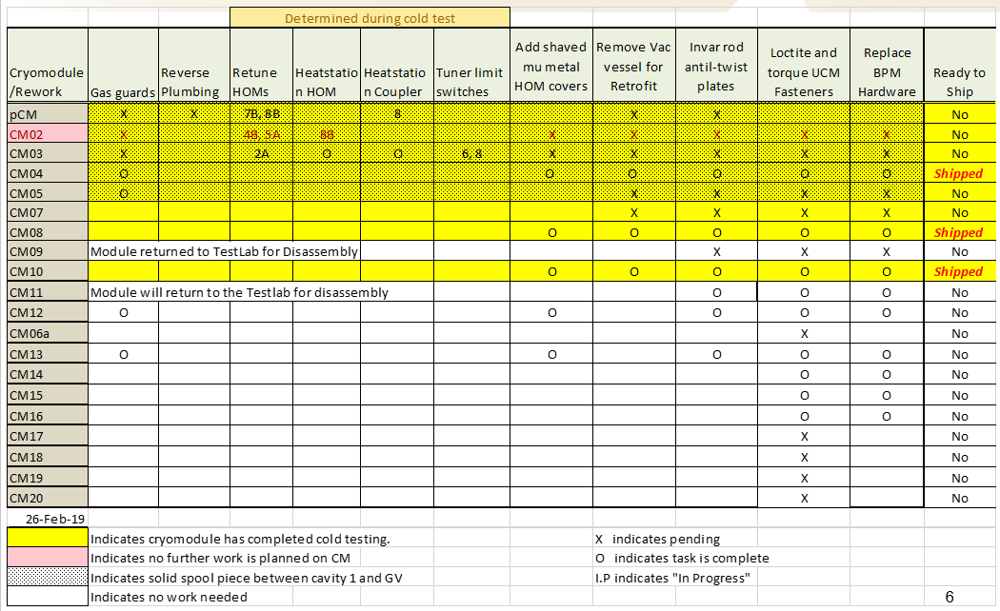 Determined during cold test
Cryomodule /Rework Gas guards Reverse Plumbing Retune HOMs Heatstatio n HOM Heatstatio n Coupler Tuner limit switches Add shaved mu metal HOM covers Remove Vac vessel for Retrofit Invar rod antil-twist plates Loctite and torque UCM Fasteners Replace BPM Hardware Ready to Ship
pCM X X 7B, 8B 8 X X No
CM02 X 4B, 5A 8B X X X X X No
CM03 X 2A O O 6, 8 X X X X X No
CM04 O O O O O O Shipped
CM05 O X X X X No
CM07 X X X X No
CM08 O O O O O Shipped
CM09 Module returned to TestLab for Disassembly X X X No
CM10 O O O O O Shipped
CM11 Module will return to the Testlab for disassembly O O O No
CM12 O O O O O No
CM06a X No
CM13 O O O O O No
CM14 O O No
CM15 O O No
CM16 O O No
CM17 X No
CM18 X No
CM19 X No
CM20 X No
26-Feb-19
Indicates cryomodule has completed cold testing. X indicates pending
Indicates no further work is planned on CM O indicates task is complete
Indicates solid spool piece between cavity 1 and GV I.P indicates "In Progress"
Indicates no work needed
6